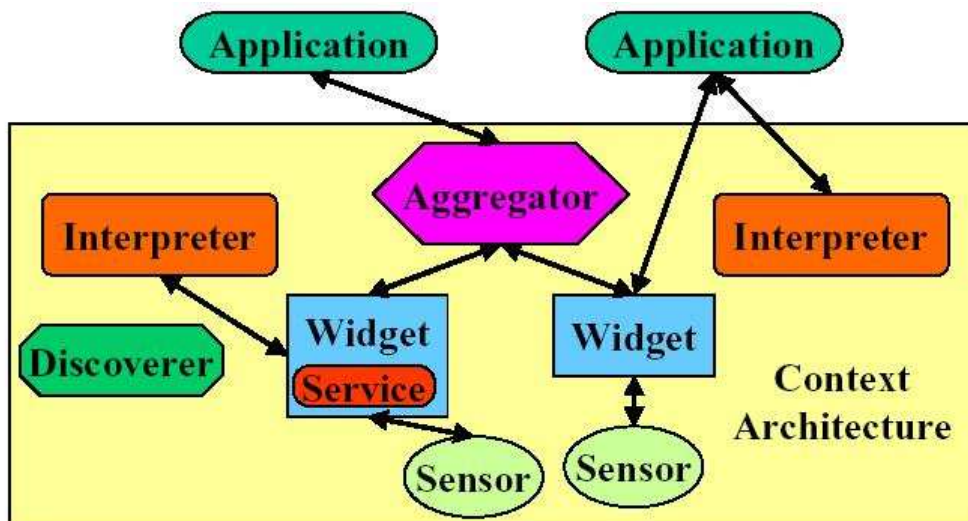 Application
Application
Aggregator
Interpreter
Interpreter
Widget
Widget
Discoverer
Service
Context
Architecture
Sensor
Sensor